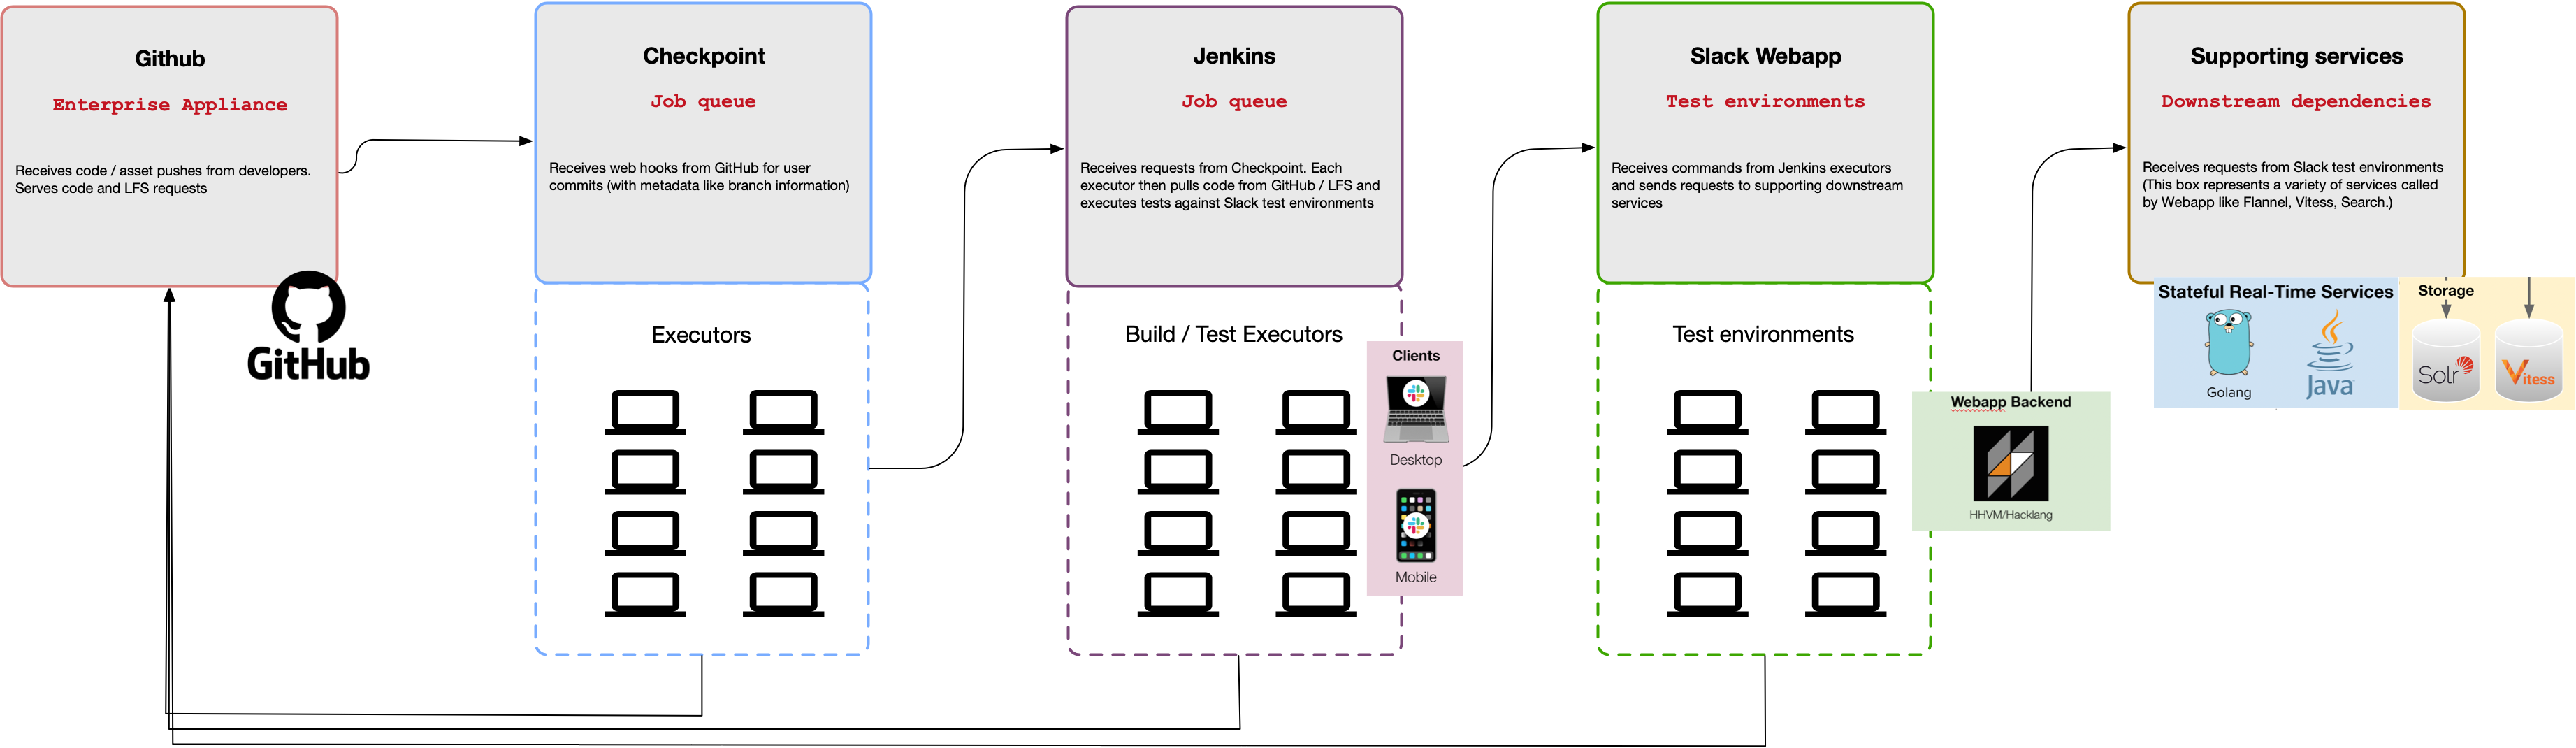 Github
Enterprise Appliance
Receives code / asset pushes from developers.
Serves code and LFS requests
GitHub
Checkpoint
Job queue
Receives web hooks from GitHub for user
commits (with metadata like branch information)
Executors
Jenkins
Job queue
Receives requests from Checkpoint. Each
executor then pulls code from GitHub / LFS and
executes tests against Slack test environments
Build / Test Executors
Clients
Desktop
Mobile
Slack Webapp
Test environments
Receives commands from Jenkins executors
and sends requests to supporting downstream
services
Test environments
Webapp Backend
HHVM/Hacklang
Supporting services
Downstream dependencies
Receives requests from Slack test environments
(This box represents a variety of services called
by Webapp like Flannel, Vitess, Search.)
Stateful Real-Time Services
Golang
Java
Storage
Solr
Vitess